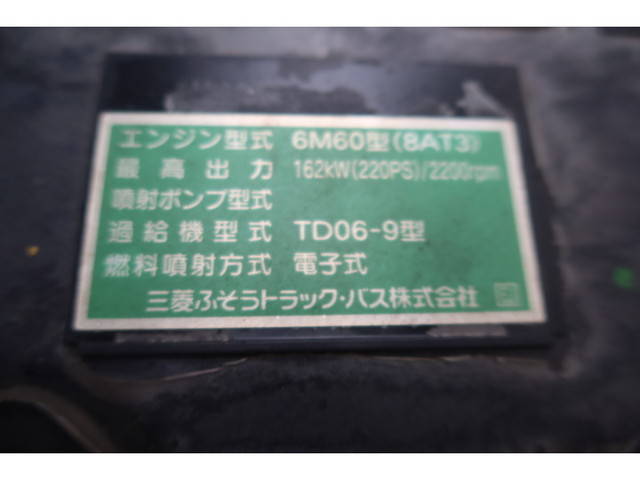 エンジン型式 6M60型(8AT3)
最高出力 162kW(220PS)/2200rpm
噴射ポンプ型式
過給機型式 TD06-9型
燃料噴射方式 電子式
三菱ふそうトラック・バス株式会社